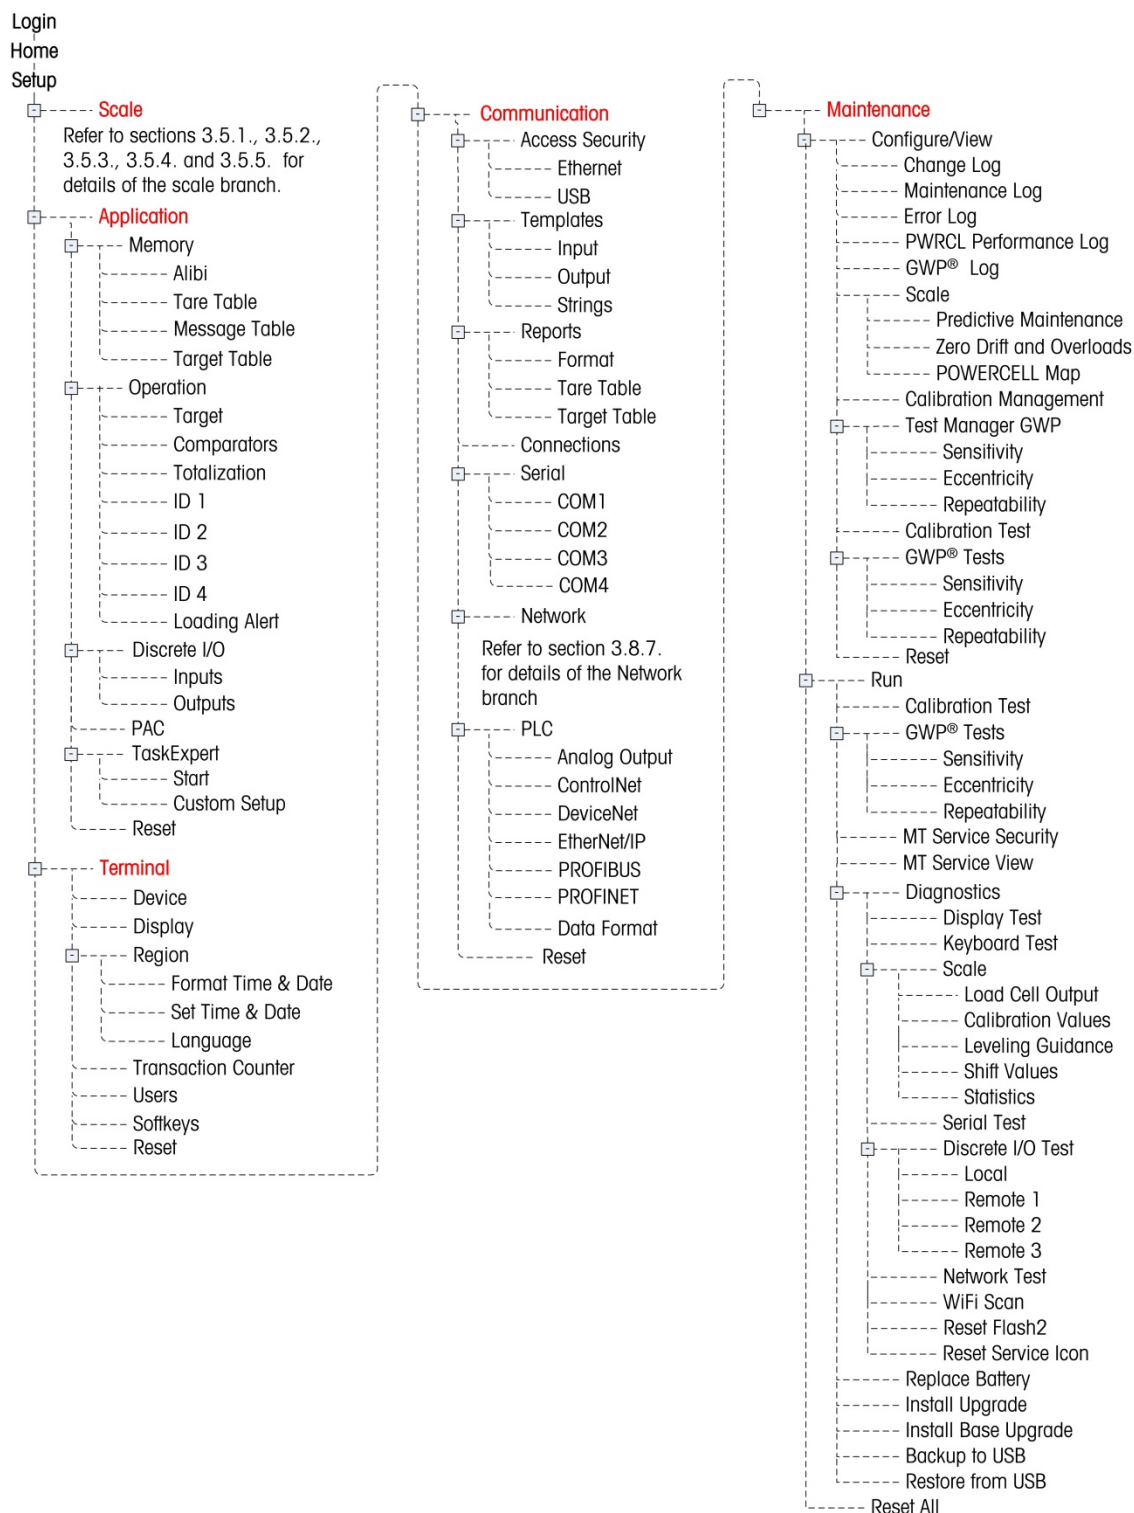 Login
Home
Setup
Scale
Refer to sections 3.5.1., 3.5.2.,
3.5.3., 3.5.4. and 3.5.5. for
details of the scale branch.
Application
Memory
Alibi
Tare Table
Message Table
Target Table
Operation
Target
Comparators
Totalization
ID 1
ID 2
ID 3
ID 4
Loading Alert
Discrete I/O
Inputs
Outputs
PAC
TaskExpert
Start
Custom Setup
Reset
Terminal
Device
Display
Region
Format Time & Date
Set Time & Date
Language
Transaction Counter
Users
Softkeys
Reset
Communication
Access Security
Ethernet
USB
Templates
Input
Output
Strings
Reports
Format
Tare Table
Target Table
Connections
Serial
COM1
COM2
COM3
COM4
Network
Refer to section 3.8.7.
for details of the Network
branch
PLC
Analog Output
ControlNet
DeviceNet
EtherNet/IP
PROFIBUS
PROFINET
Data Format
Reset
Maintenance
Configure/View
Change Log
Maintenance Log
Error Log
PWRCL Performance Log
GWP® Log
Scale
Predictive Maintenance
Zero Drift and Overloads
POWERCELL Map
Calibration Management
Test Manager GWP
Sensitivity
Eccentricity
Repeatability
Calibration Test
GWP® Tests
Sensitivity
Eccentricity
Repeatability
Reset
Run
Calibration Test
GWP® Tests
Sensitivity
Eccentricity
Repeatability
MT Service Security
MT Service View
Diagnostics
Display Test
Keyboard Test
Scale
Load Cell Output
Calibration Values
Leveling Guidance
Shift Values
Statistics
Serial Test
Discrete I/O Test
Local
Remote 1
Remote 2
Remote 3
Network Test
WiFi Scan
Reset Flash2
Reset Service Icon
Replace Battery
Install Upgrade
Install Base Upgrade
Backup to USB
Restore from USB
Reset All